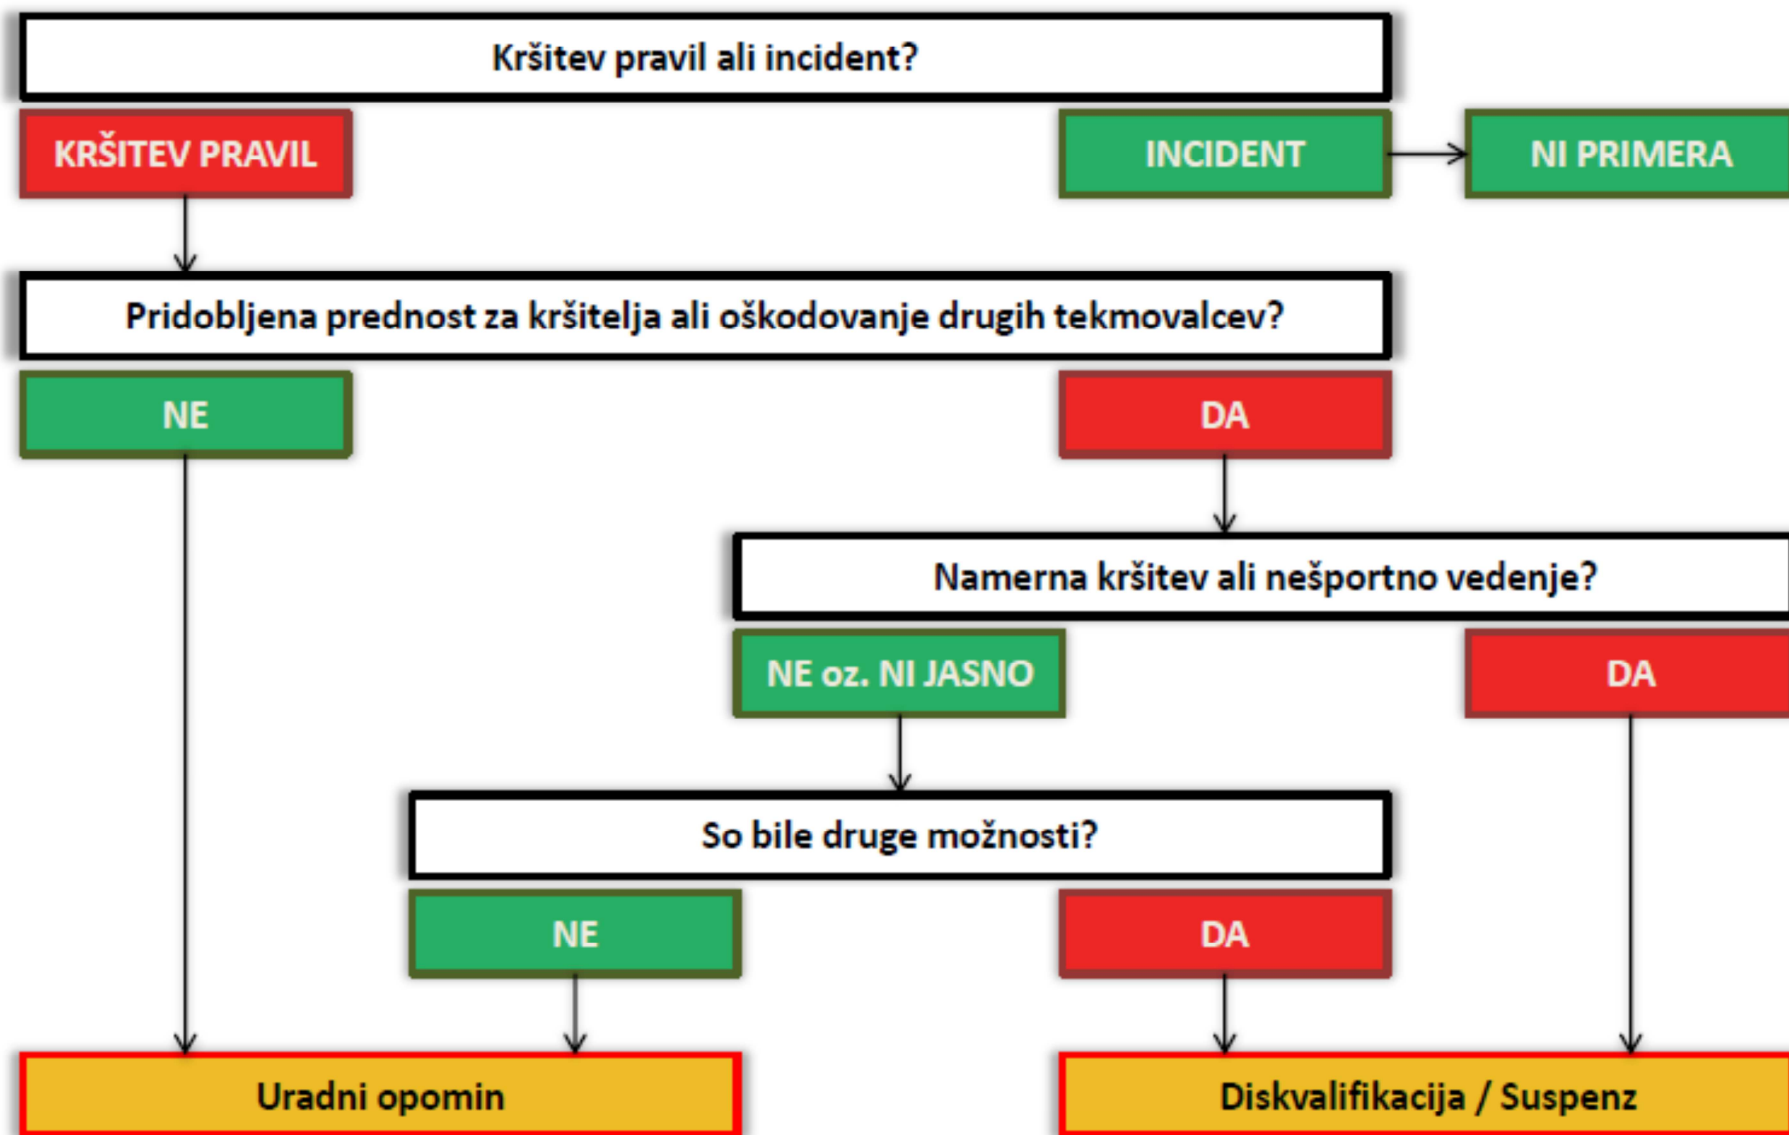 Kršitev pravil ali incident?
KRŠITEV PRAVIL
INCIDENT
NI PRIMERA
Pridobljena prednost za kršitelja ali oškodovanje drugih tekmovalcev?
NE
DA
Namerna kršitev ali nešportno vedenje?
NE oz. NI JASNO
DA
So bile druge možnosti?
NE
DA
Uradni opomin
Diskvalifikacija / Suspenz